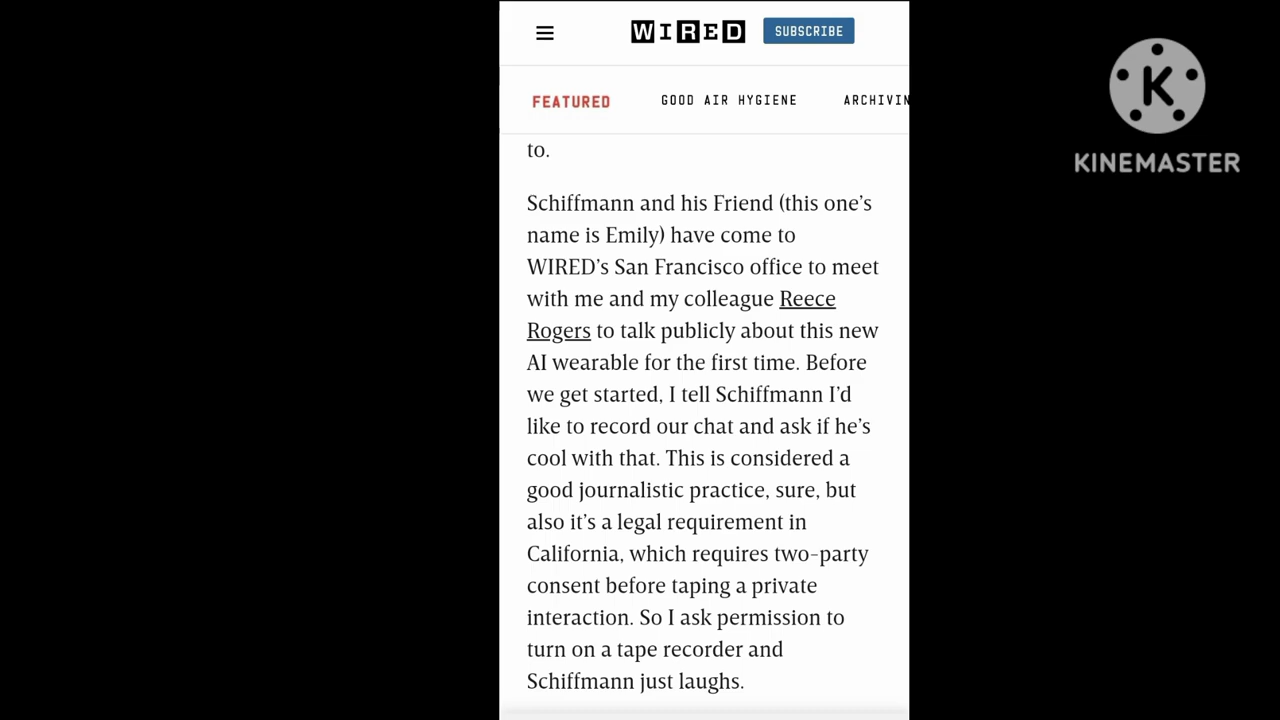 WIRED
SUBSCRIBE
FEATURED
GOOD AIR HYGIENE
ARCHIVIN
K
KINEMASTER
to.
Schiffmann and his Friend (this one’s
name is Emily) have come to
WIRED’s San Francisco office to meet
with me and my colleague Reece
Rogers to talk publicly about this new
AI wearable for the first time. Before
we get started, I tell Schiffmann I’d
like to record our chat and ask if he’s
cool with that. This is considered a
good journalistic practice, sure, but
also it’s a legal requirement in
California, which requires two-party
consent before taping a private
interaction. So I ask permission to
turn on a tape recorder and
Schiffmann just laughs.